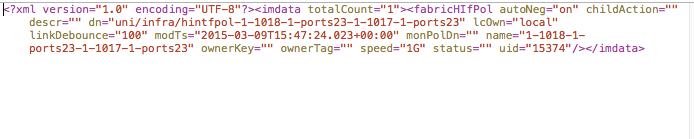 <?xml version="1.0" encoding="UTF-8"?><imdata totalCount="1"><fabricHIfPol autoNeg="on" childAction=""
descr="" dn="uni/infra/hintfpol-1-1018-1-ports23-1-1017-1-ports23" lcOwn="local"
linkDebounce="100" modTs="2015-03-09T15:47:24.023+00:00" monPolDn="" name="1-1018-1-
ports23-1-1017-1-ports23" ownerKey="" ownerTag="" speed="1G" status="" uid="15374"/></imdata>